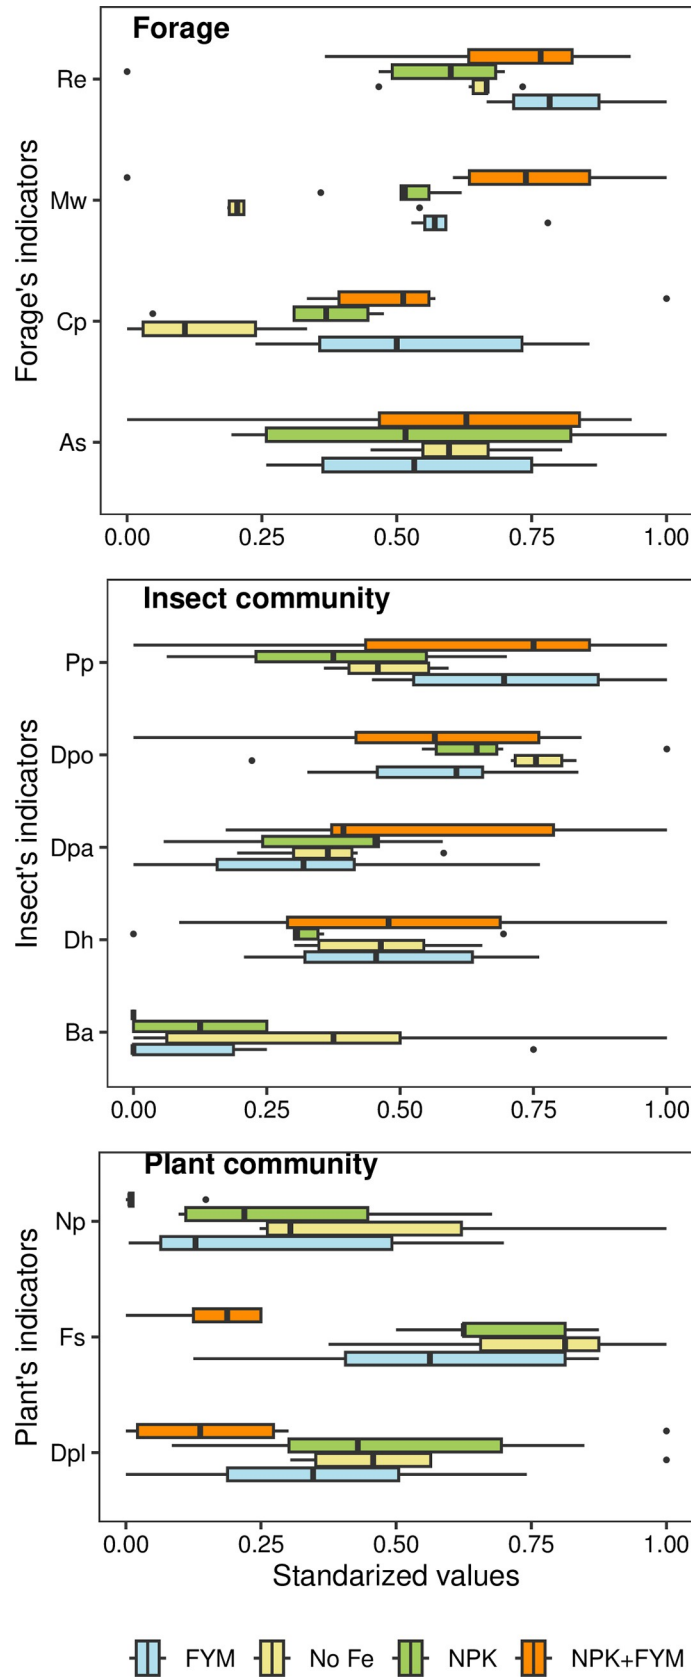 Forage
Forage's indicators
Re
Mw
Cp
As
0.00 0.25 0.50 0.75 1.00
Insect community
Insect's indicators
Pp
Dpo
Dpa
Dh
Ba
0.00 0.25 0.50 0.75 1.00
Plant community
Plant's indicators
Np
Fs
Dpl
0.00 0.25 0.50 0.75 1.00
Standarized values
FYM No Fe NPK NPK+FYM